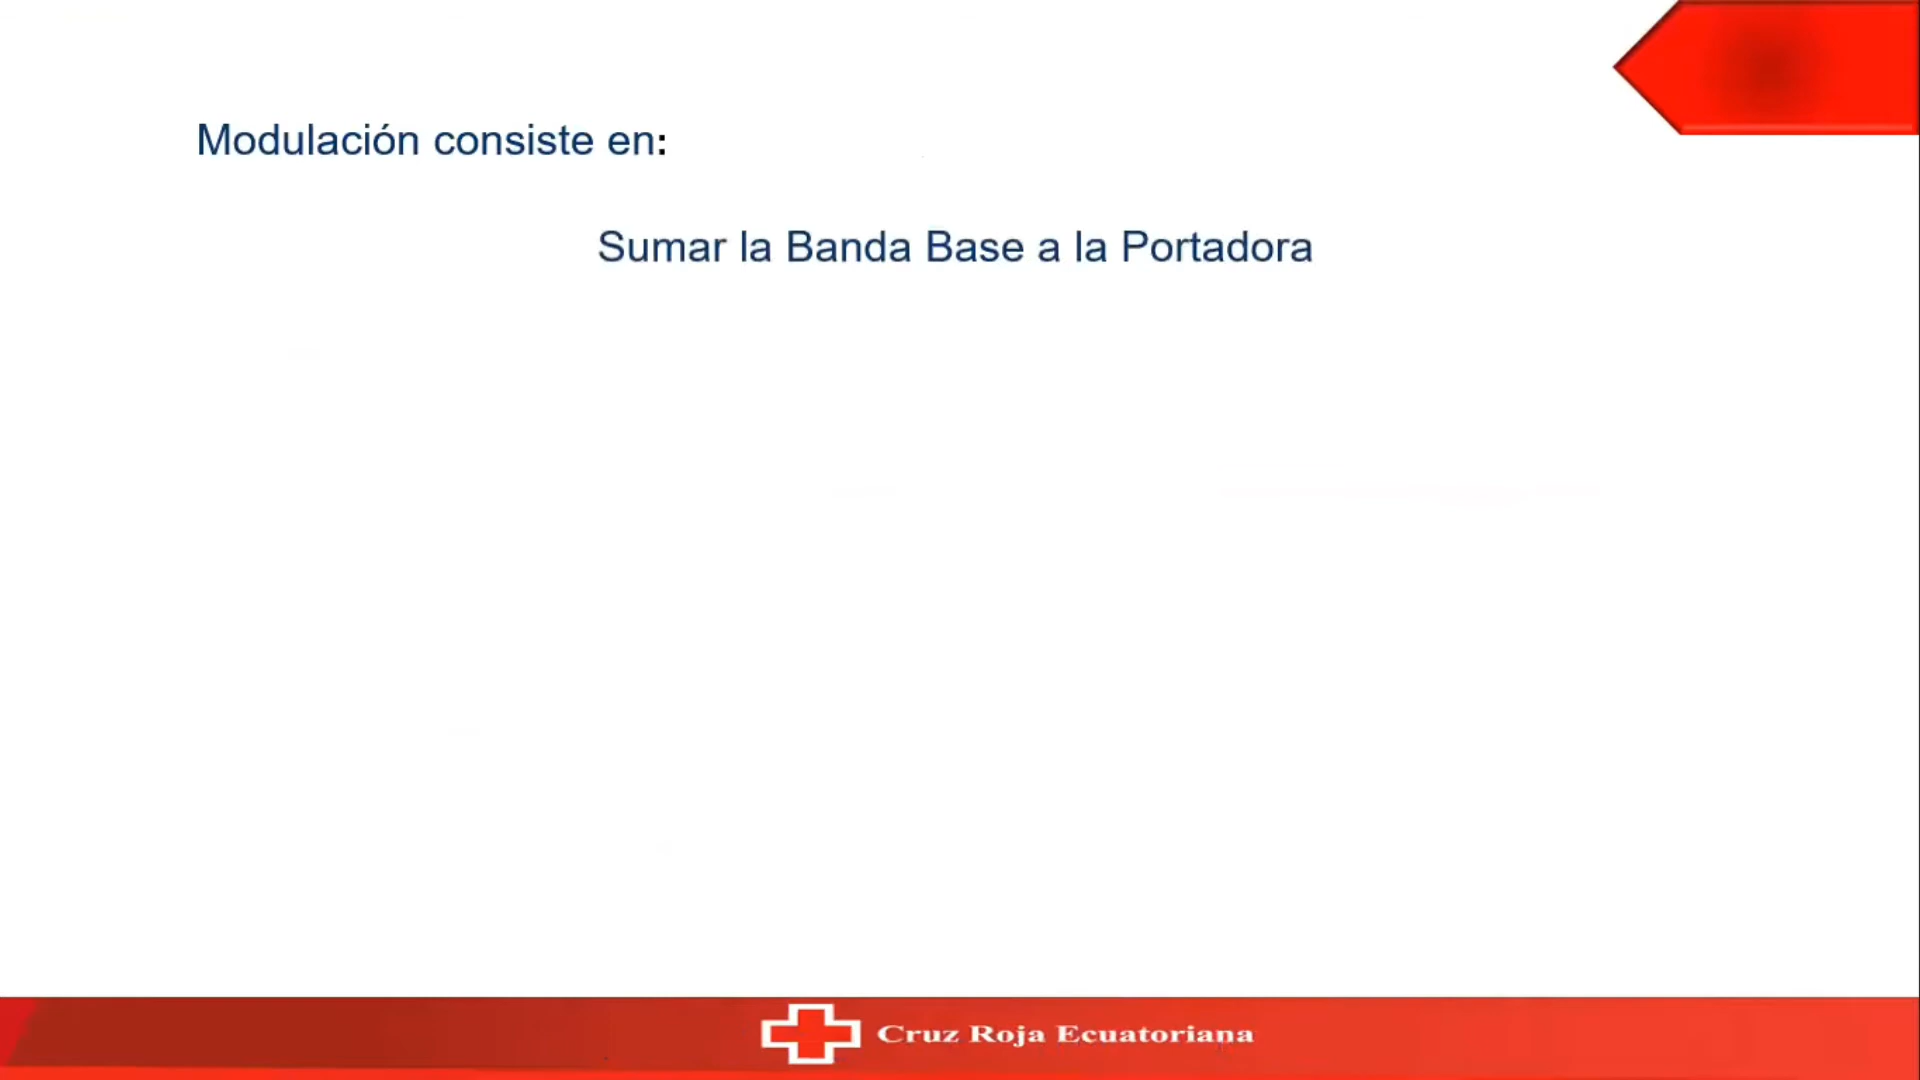 Modulación consiste en:
Sumar la Banda Base a la Portadora
Cruz Roja Ecuatoriana